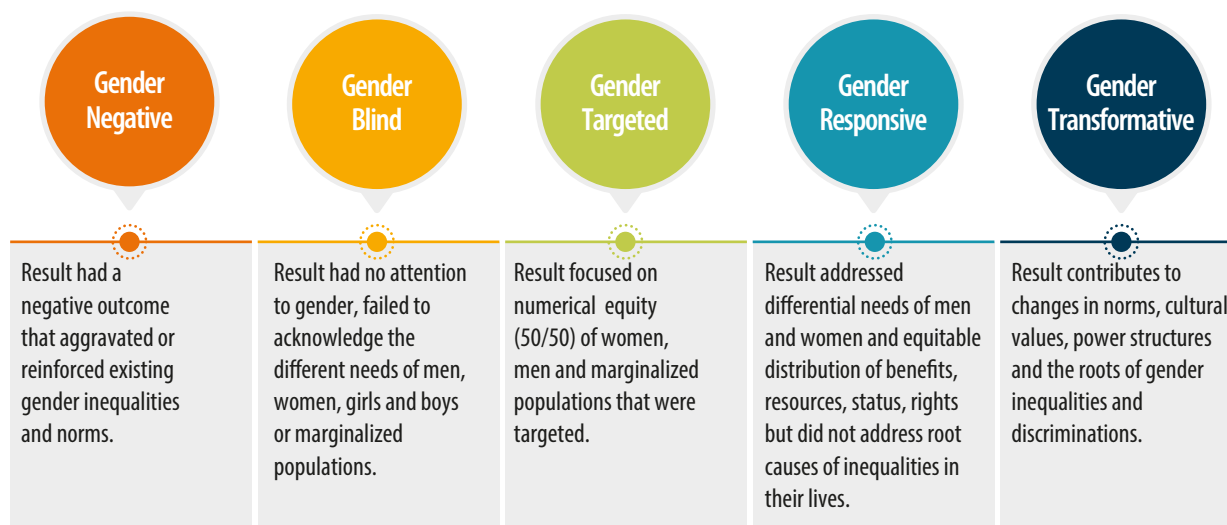 Gender
Negative
Gender
Blind
Gender
Targeted
Gender
Responsive
Gender
Transformative
Result had a
negative outcome
that aggravated or
reinforced existing
gender inequalities
and norms.
Result had no attention
to gender, failed to
acknowledge the
different needs of men,
women, girls and boys
or marginalized
populations.
Result focused on
numerical equity
(50/50) of women,
men and marginalized
populations that were
targeted.
Result addressed
differential needs of men
and women and equitable
distribution of benefits,
resources, status, rights
but did not address root
causes of inequalities in
their lives.
Result contributes to
changes in norms, cultural
values, power structures
and the roots of gender
inequalities and
discriminations.